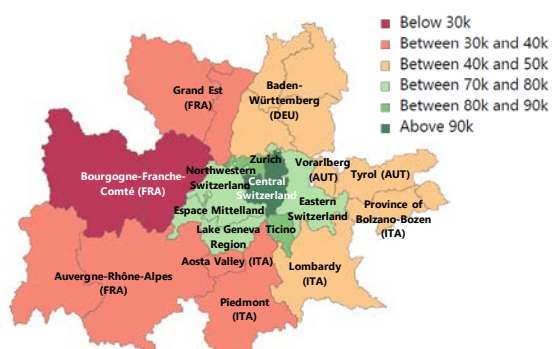 Below 30k
Between 30k and 40k
Between 40k and 50k
Between 70k and 80k
Between 80k and 90k
Above 90k
Grand Est
(FRA)
Baden-
Württemberg
(DEU)
Bourgogne-Franche-
Comté (FRA)
Zurich
Northwestern
Switzerland
Central
Switzerland
Vorarlberg
(AUT)
Tyrol (AUT)
Espace Mittelland
Eastern
Switzerland
Province of
Bolzano-Bozen
(ITA)
Lake Geneva
Region
Ticino
Aosta Valley (ITA)
Lombardy
(ITA)
Auvergne-Rhône-Alpes
(FRA)
Piedmont
(ITA)